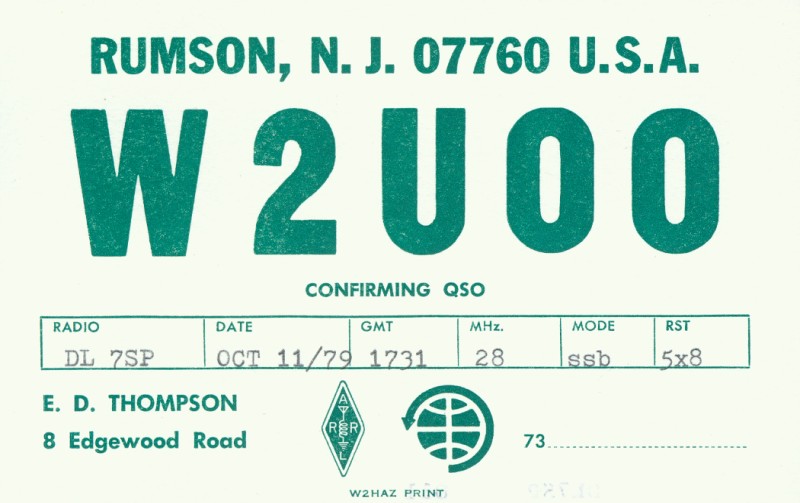 RUMSON, N. J. 07760 U.S.A.
W2UOO
CONFIRMING QSO
RADIO DATE GMT MHz. MODE RST
DL 7SP OCT 11/79 1731 28 ssb 5x8
E. D. THOMPSON
8 Edgewood Road
A
R R
L
73
W2HAZ PRINT